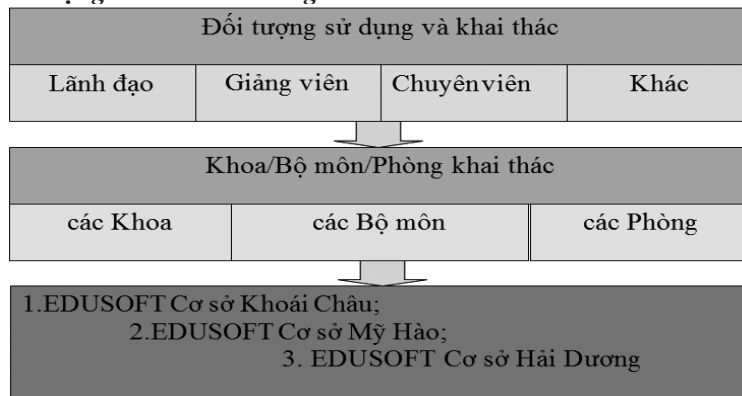 Đối tượng sử dụng và khai thác
Lãnh đạo Giảng viên Chuyênviên Khác
Khoa/Bộ môn/Phòng khai thác
các Khoa các Bộ môn các Phòng
1.EDUSOFT Cơ sở Khoái Châu;
2.EDUSOFT Cơ sở Mỹ Hào;
3. EDUSOFT Cơ sở Hải Dương